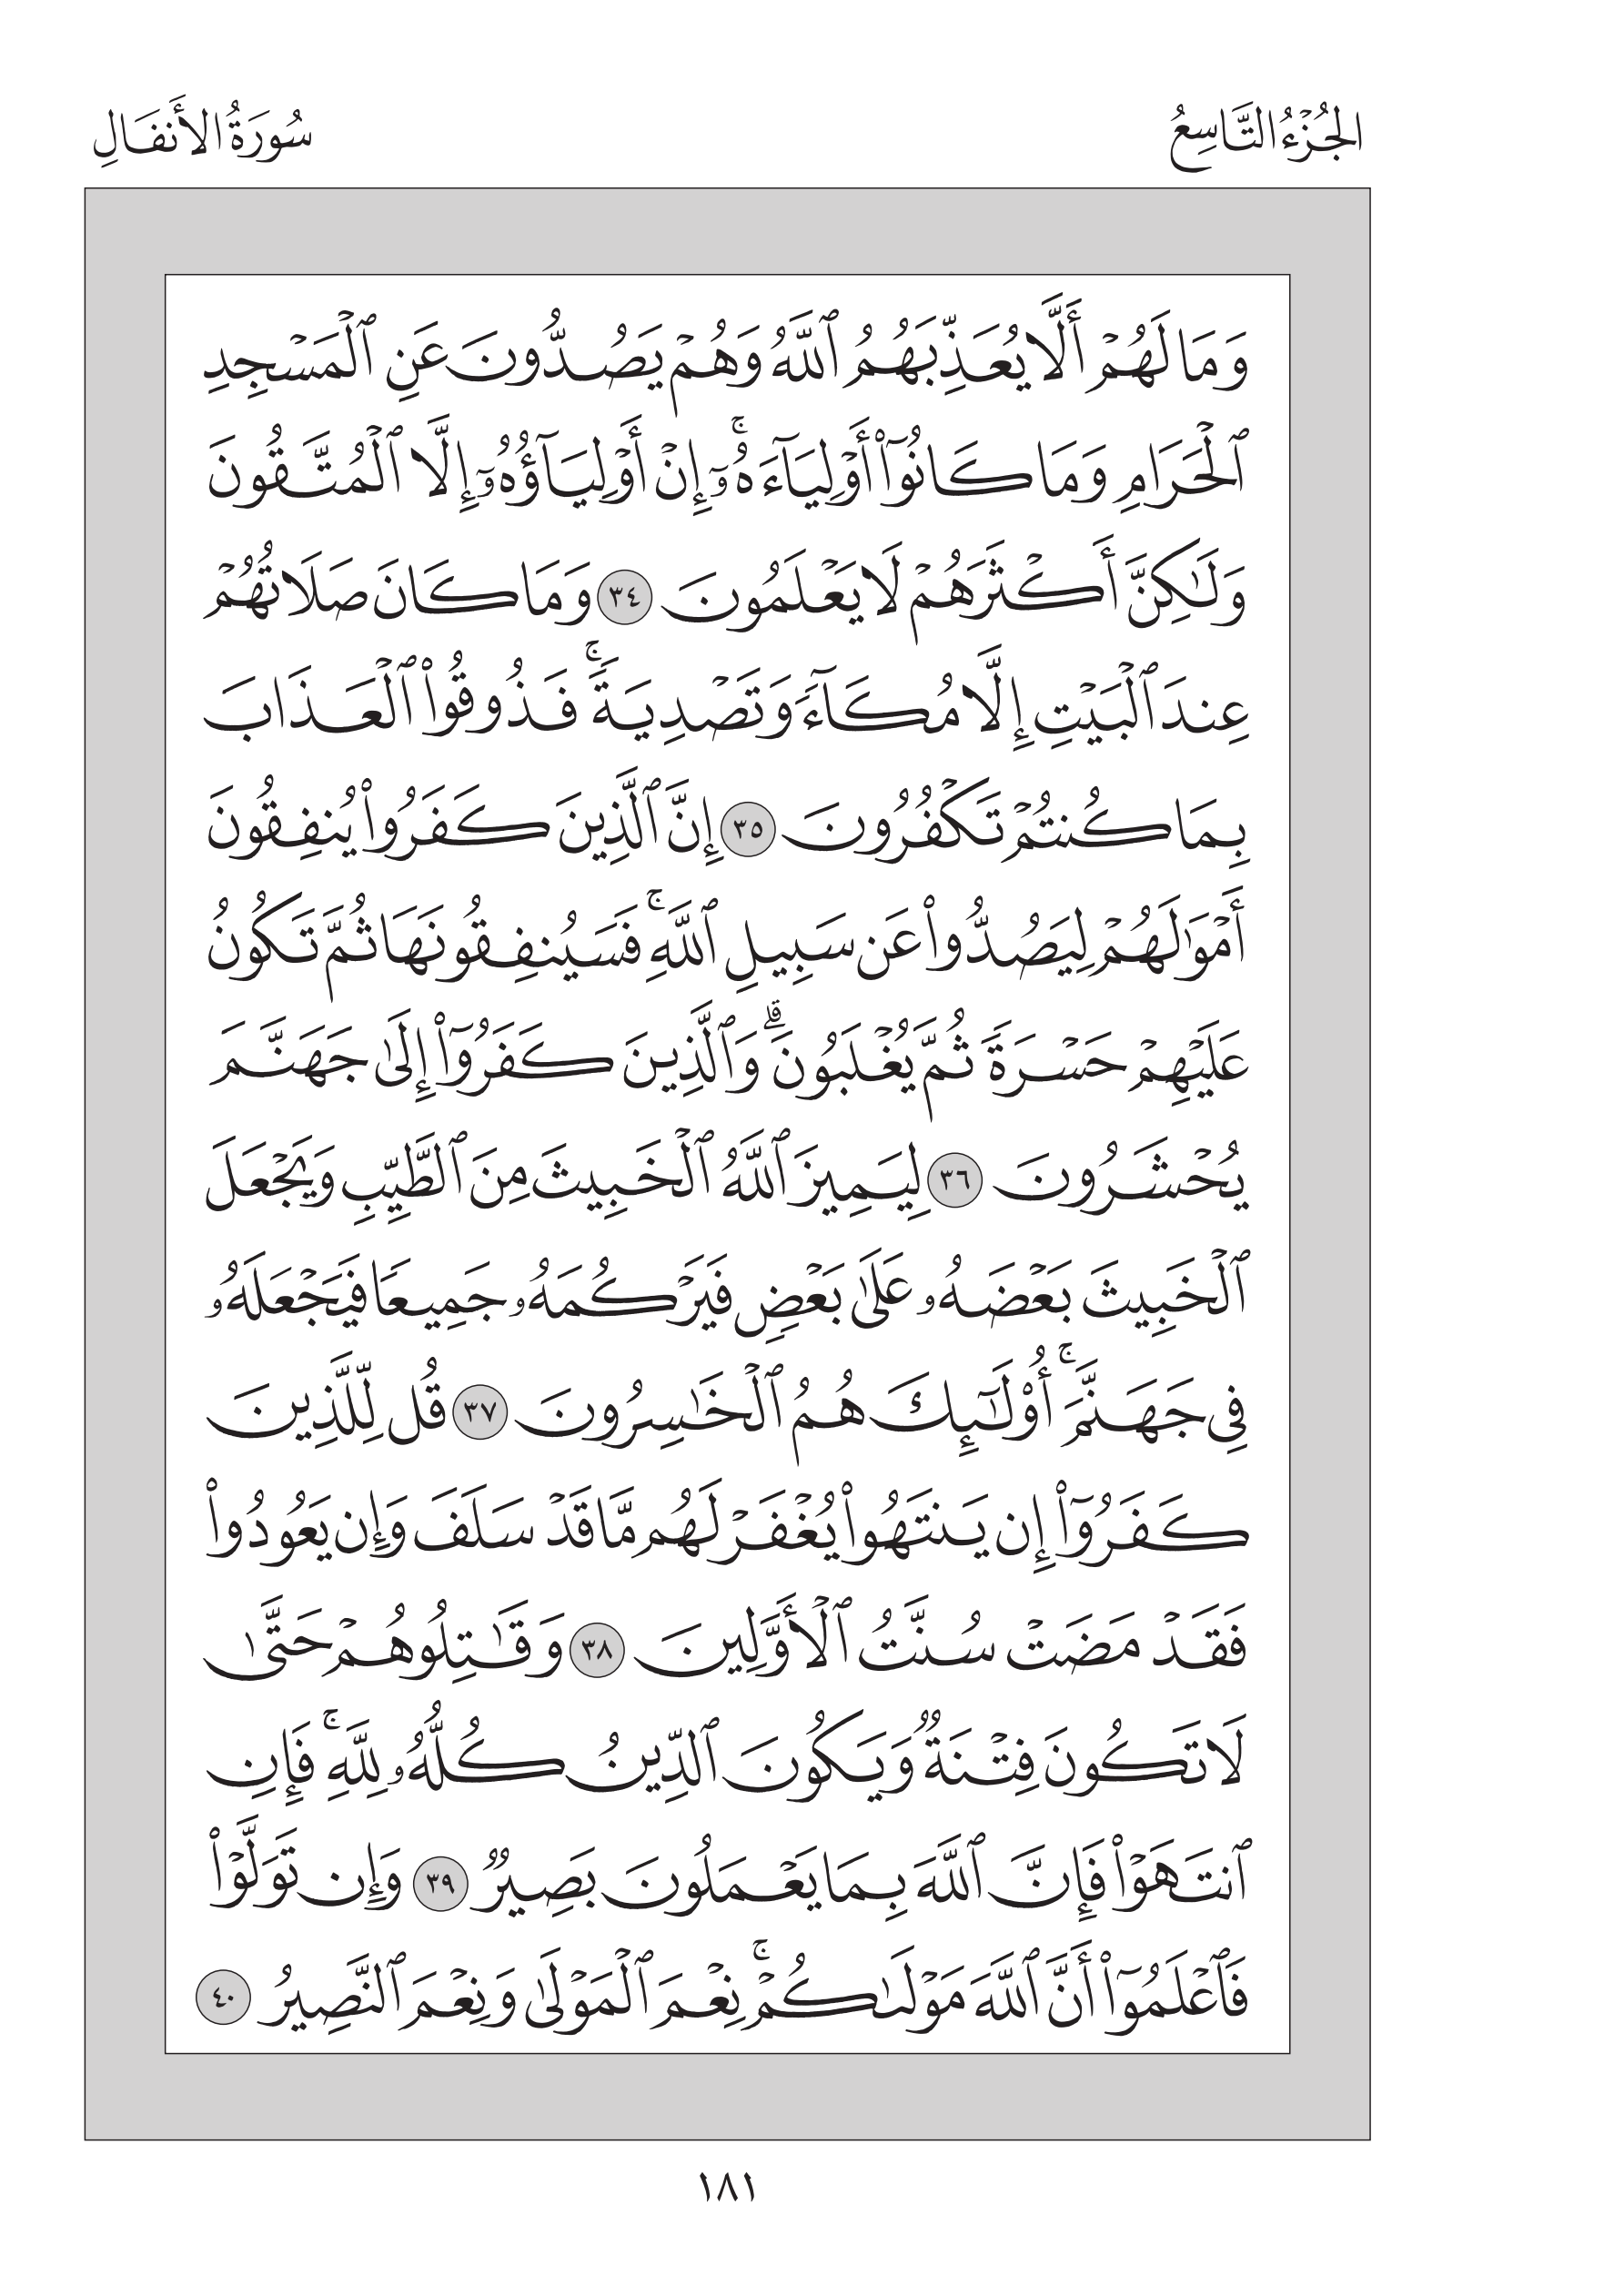 الجُزْءُ التَّاسِعُ
سُورَةُ الأَنفَالِ
وَمَا لَهُمۡ أَلَّا يُعَذِّبَهُمُ ٱللَّهُ وَهُمۡ يَصُدُّونَ عَنِ ٱلۡمَسۡجِدِ
ٱلۡحَرَامِ وَمَا كَانُوٓاْ أَوۡلِيَآءَهُۥٓۚ إِنۡ أَوۡلِيَآؤُهُۥٓ إِلَّا ٱلۡمُتَّقُونَ
وَلَٰكِنَّ أَكۡثَرَهُمۡ لَا يَعۡلَمُونَ ٣٤ وَمَا كَانَ صَلَاتُهُمۡ
عِندَ ٱلۡبَيۡتِ إِلَّا مُكَآءٗ وَتَصۡدِيَةٗۚ فَذُوقُواْ ٱلۡعَذَابَ
بِمَا كُنتُمۡ تَكۡفُرُونَ ٣٥ إِنَّ ٱلَّذِينَ كَفَرُواْ يُنفِقُونَ
أَمۡوَٰلَهُمۡ لِيَصُدُّواْ عَن سَبِيلِ ٱللَّهِۚ فَسَيُنفِقُونَهَا ثُمَّ تَكُونُ
عَلَيۡهِمۡ حَسۡرَةٗ ثُمَّ يُغۡلَبُونَۗ وَٱلَّذِينَ كَفَرُوٓاْ إِلَىٰ جَهَنَّمَ
يُحۡشَرُونَ ٣٦ لِيَمِيزَ ٱللَّهُ ٱلۡخَبِيثَ مِنَ ٱلطَّيِّبِ وَيَجۡعَلَ
ٱلۡخَبِيثَ بَعۡضَهُۥ عَلَىٰ بَعۡضٖ فَيَرۡكُمَهُۥ جَمِيعٗا فَيَجۡعَلَهُۥ
فِي جَهَنَّمَۚ أُوْلَٰٓئِكَ هُمُ ٱلۡخَٰسِرُونَ ٣٧ قُل لِّلَّذِينَ
كَفَرُوٓاْ إِن يَنتَهُواْ يُغۡفَرۡ لَهُم مَّا قَدۡ سَلَفَ وَإِن يَعُودُواْ
فَقَدۡ مَضَتۡ سُنَّتُ ٱلۡأَوَّلِينَ ٣٨ وَقَٰتِلُوهُمۡ حَتَّىٰ
لَا تَكُونَ فِتۡنَةٞ وَيَكُونَ ٱلدِّينُ كُلُّهُۥ لِلَّهِۚ فَإِنِ
ٱنتَهَوۡاْ فَإِنَّ ٱللَّهَ بِمَا يَعۡمَلُونَ بَصِيرٞ ٣٩ وَإِن تَوَلَّوۡاْ
فَٱعۡلَمُوٓاْ أَنَّ ٱللَّهَ مَوۡلَىٰكُمۡۚ نِعۡمَ ٱلۡمَوۡلَىٰ وَنِعۡمَ ٱلنَّصِيرُ ٤٠
١٨١